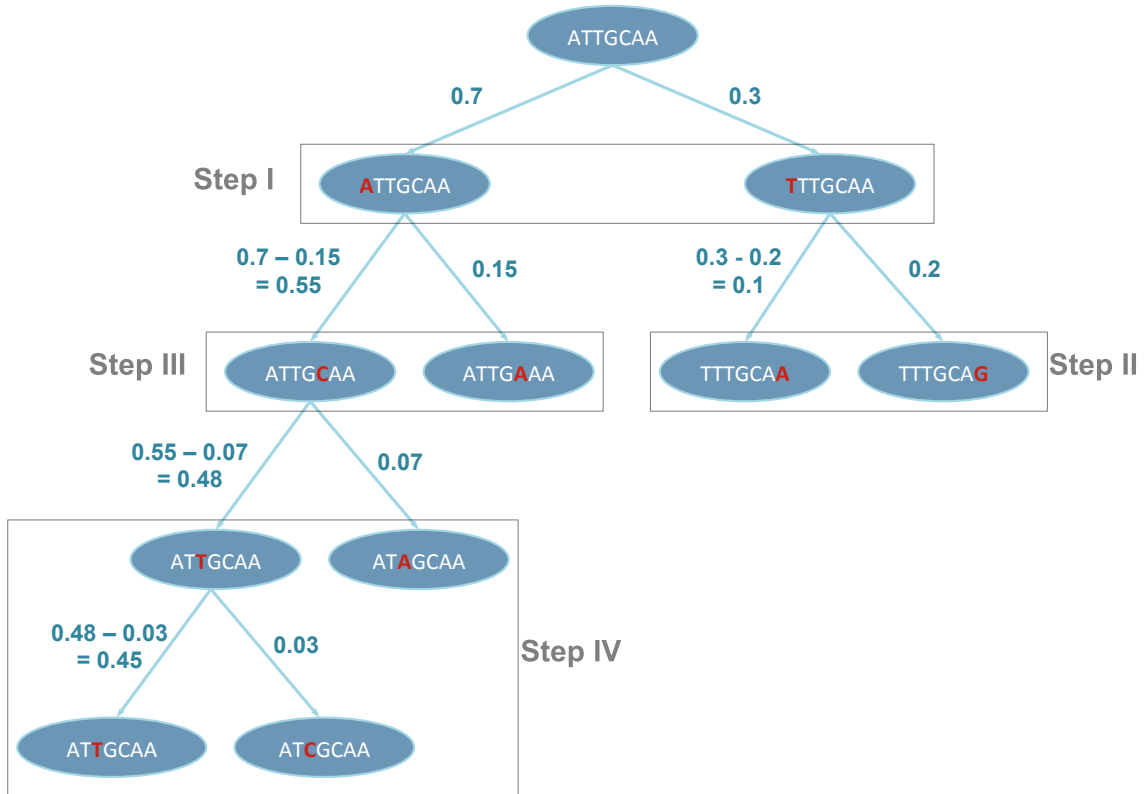 ATTGCAA
0.7
0.3
Step I
ATTGCAA
TTTGCAA
0.7 – 0.15
= 0.55
0.15
0.3 - 0.2
= 0.1
0.2
Step III
ATTGCAA
ATTGAAA
TTTGCAA
TTTGCAG
Step II
0.55 – 0.07
= 0.48
0.07
ATTGCAA
ATAGCAA
0.48 – 0.03
= 0.45
0.03
Step IV
ATTGCAA
ATCGCAA